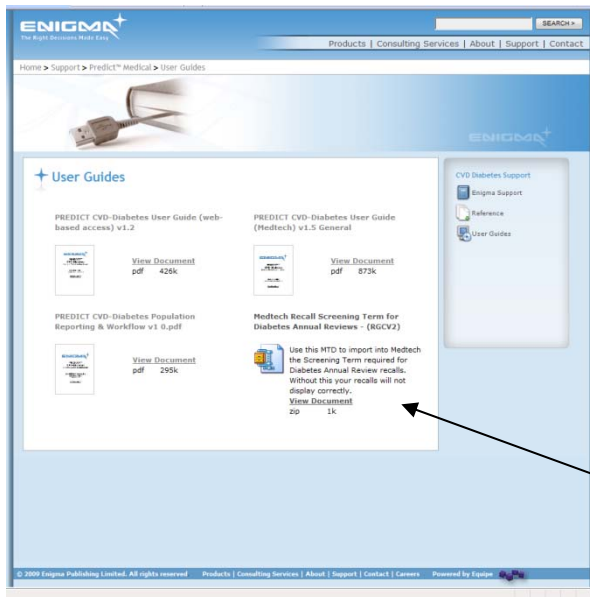 ENIGMA+
The Right Decisions Made Easy
SEARCH >
Products | Consulting Services | About | Support | Contact
Home > Support > Predict™ Medical > User Guides
ENIGMA+
User Guides
PREDICT CVD-Diabetes User Guide (web-
based access) v1.2
View Document
pdf 426k
PREDICT CVD-Diabetes User Guide
(Medtech) v1.5 General
View Document
pdf 873k
PREDICT CVD-Diabetes Population
Reporting & Workflow v1 0.pdf
View Document
pdf 295k
Medtech Recall Screening Term for
Diabetes Annual Reviews - (RGCV2)
Use this MTD to import into Medtech
the Screening Term required for
Diabetes Annual Review recalls.
Without this your recalls will not
display correctly.
View Document
zip 1k
CVD Diabetes Support
Enigma Support
Reference
User Guides
© 2009 Enigma Publishing Limited. All rights reserved Products | Consulting Services | About | Support | Contact | Careers Powered by Equipe